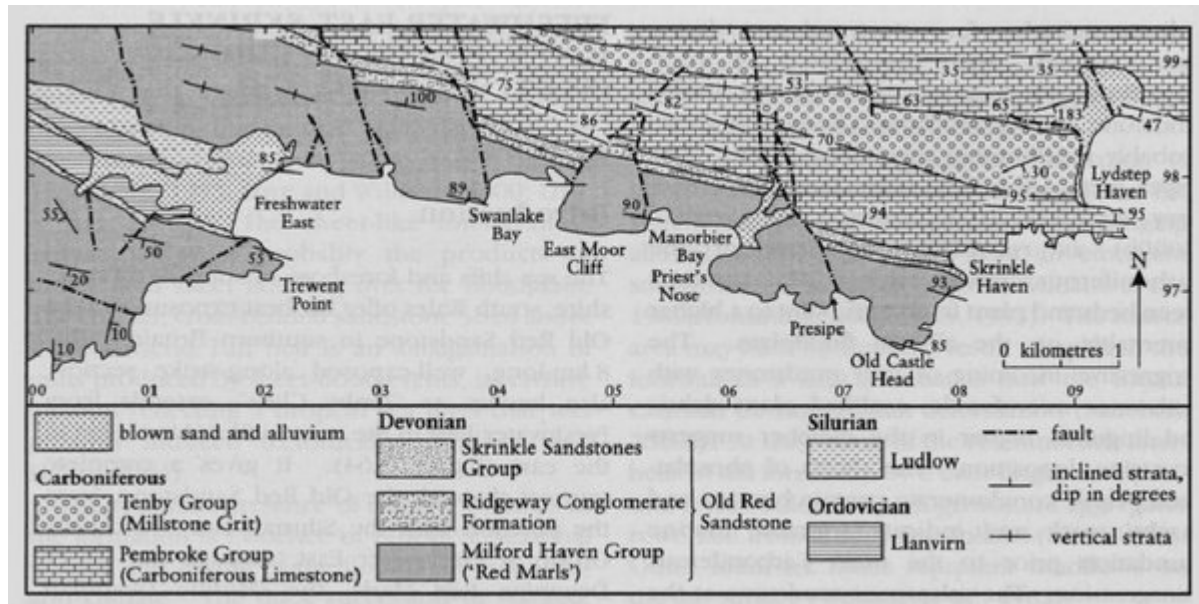 75
100
86
82
53
35
35
99
63
65
183
47
70
30
98
85
Freshwater
East
89
Swanlake
Bay
90
East Moor
Cliff
Manorbier
Bay
Priest's
Nose
94
95
95
Lydstep
Haven
55
50
55
20
10
10
Trewent
Point
Skrinkle
Haven
93
N
97
Presipe
85
Old Castle
Head
0 kilometres 1
00
01
02
03
04
05
06
07
08
09
blown sand and alluvium
Carboniferous
Tenby Group
(Millstone Grit)
Pembroke Group
(Carboniferous Limestone)
Devonian
Skrinkle Sandstones
Group
Ridgeway Conglomerate
Formation
Milford Haven Group
("Red Marls")
Old Red
Sandstone
Silurian
Ludlow
Ordovician
Llanvirn
fault
inclined strata,
dip in degrees
vertical strata